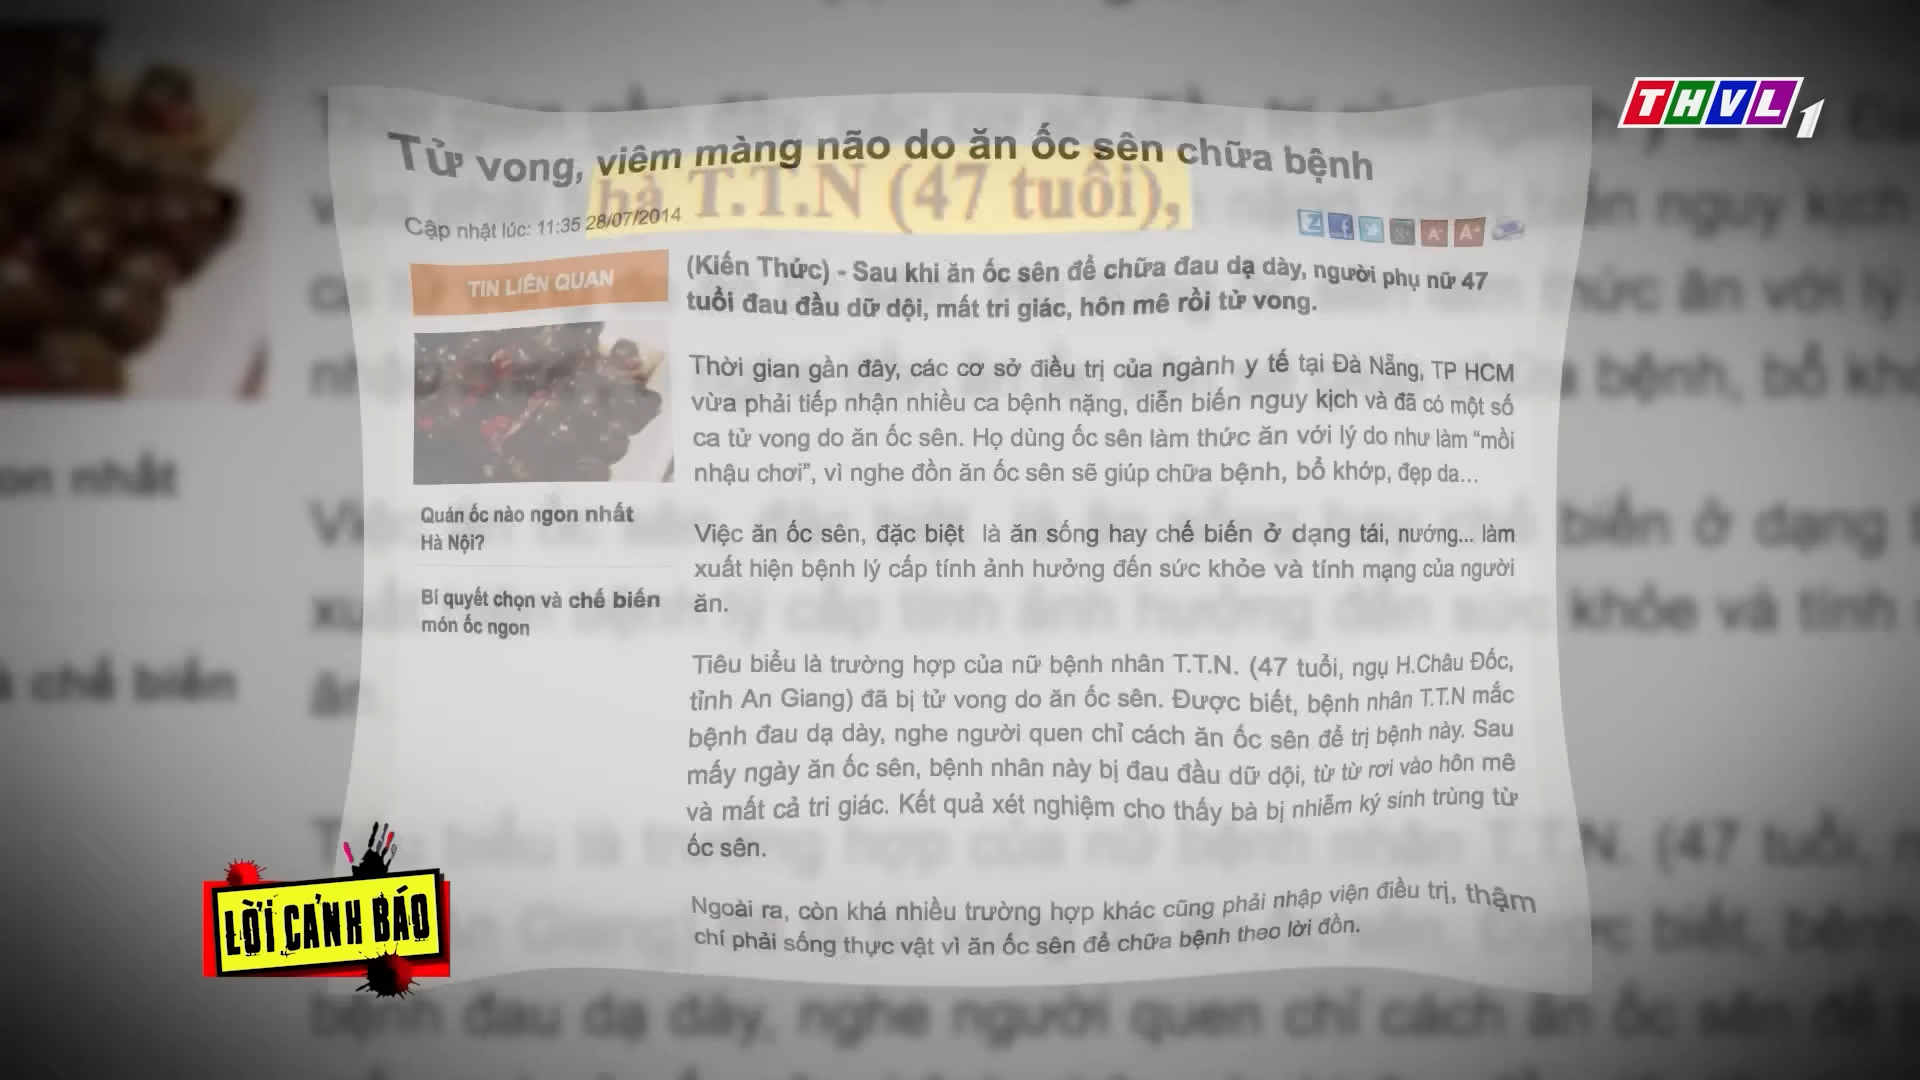 THVL1
Tử vong, viêm màng não do ăn ốc sên chữa bệnh
hà T.T.N (47 tuổi),
Cập nhật lúc: 11:35 28/07/2014
TIN LIÊN QUAN
(Kiến Thức) - Sau khi ăn ốc sên để chữa đau dạ dày, người phụ nữ 47
tuổi đau đầu dữ dội, mất tri giác, hôn mê rồi tử vong.
Thời gian gần đây, các cơ sở điều trị của ngành y tế tại Đà Nẵng, TP HCM
vừa phải tiếp nhận nhiều ca bệnh nặng, diễn biến nguy kịch và đã có một số
ca tử vong do ăn ốc sên. Họ dùng ốc sên làm thức ăn với lý do như làm “mồi
nhậu chơi”, vì nghe đồn ăn ốc sên sẽ giúp chữa bệnh, bổ khớp, đẹp da...
Quán ốc nào ngon nhất
Hà Nội?
Việc ăn ốc sên, đặc biệt là ăn sống hay chế biến ở dạng tái, nướng... làm
xuất hiện bệnh lý cấp tính ảnh hưởng đến sức khỏe và tính mạng của người
ăn.
Bí quyết chọn và chế biến
món ốc ngon
Tiêu biểu là trường hợp của nữ bệnh nhân T.T.N. (47 tuổi, ngụ H.Châu Đốc,
tỉnh An Giang) đã bị tử vong do ăn ốc sên. Được biết, bệnh nhân T.T.N mắc
bệnh đau dạ dày, nghe người quen chỉ cách ăn ốc sên để trị bệnh này. Sau
mấy ngày ăn ốc sên, bệnh nhân này bị đau đầu dữ dội, từ từ rơi vào hôn mê
và mất cả tri giác. Kết quả xét nghiệm cho thấy bà bị nhiễm ký sinh trùng từ
ốc sên.
Ngoài ra, còn khá nhiều trường hợp khác cũng phải nhập viện điều trị, thậm
chí phải sống thực vật vì ăn ốc sên để chữa bệnh theo lời đồn.
LỜI CẢNH BÁO